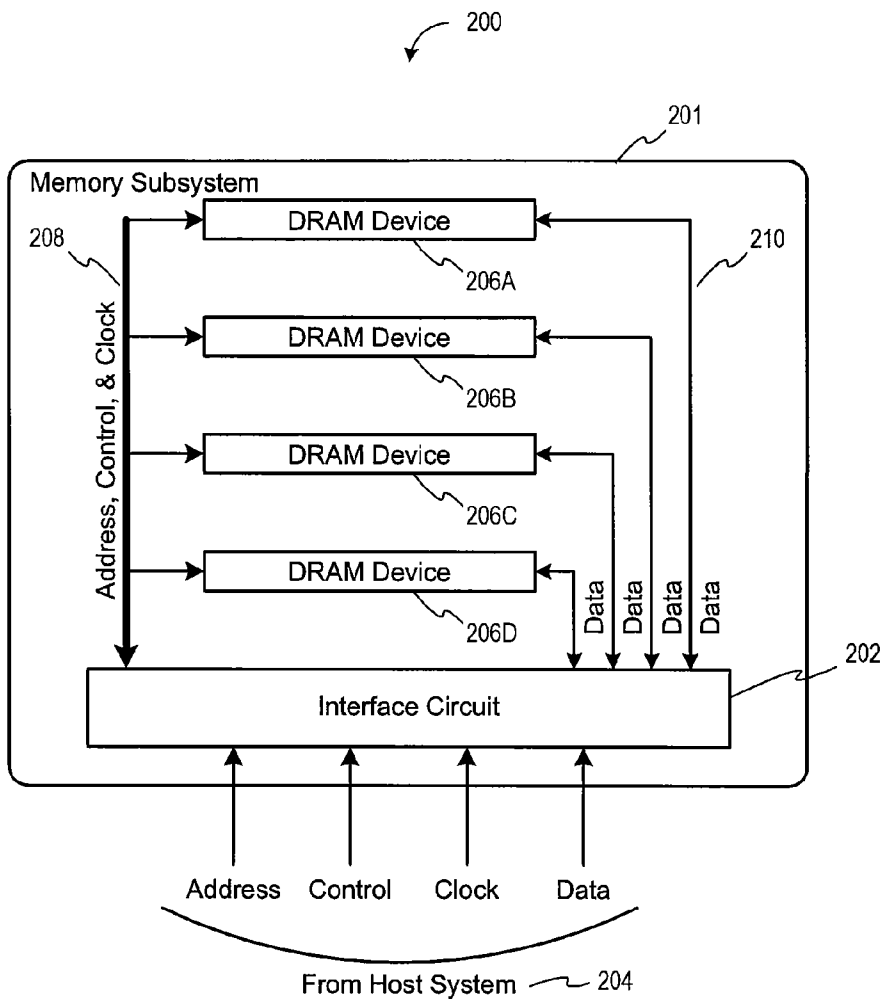 200
201
Memory Subsystem
DRAM Device
208
210
206A
DRAM Device
206B
Address, Control, & Clock
DRAM Device
206C
DRAM Device
206D
Data
Data
Data
Data
202
Interface Circuit
Address
Control
Clock
Data
From Host System
204